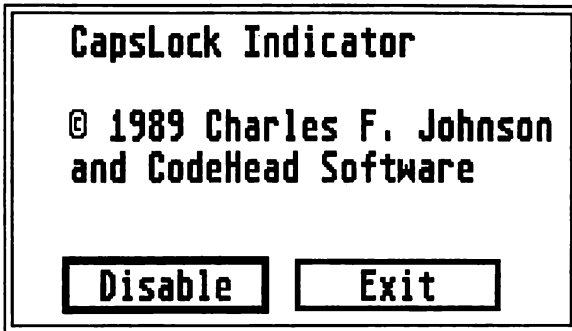 CapsLock Indicator
© 1989 Charles F. Johnson
and CodeHead Software
Disable Exit